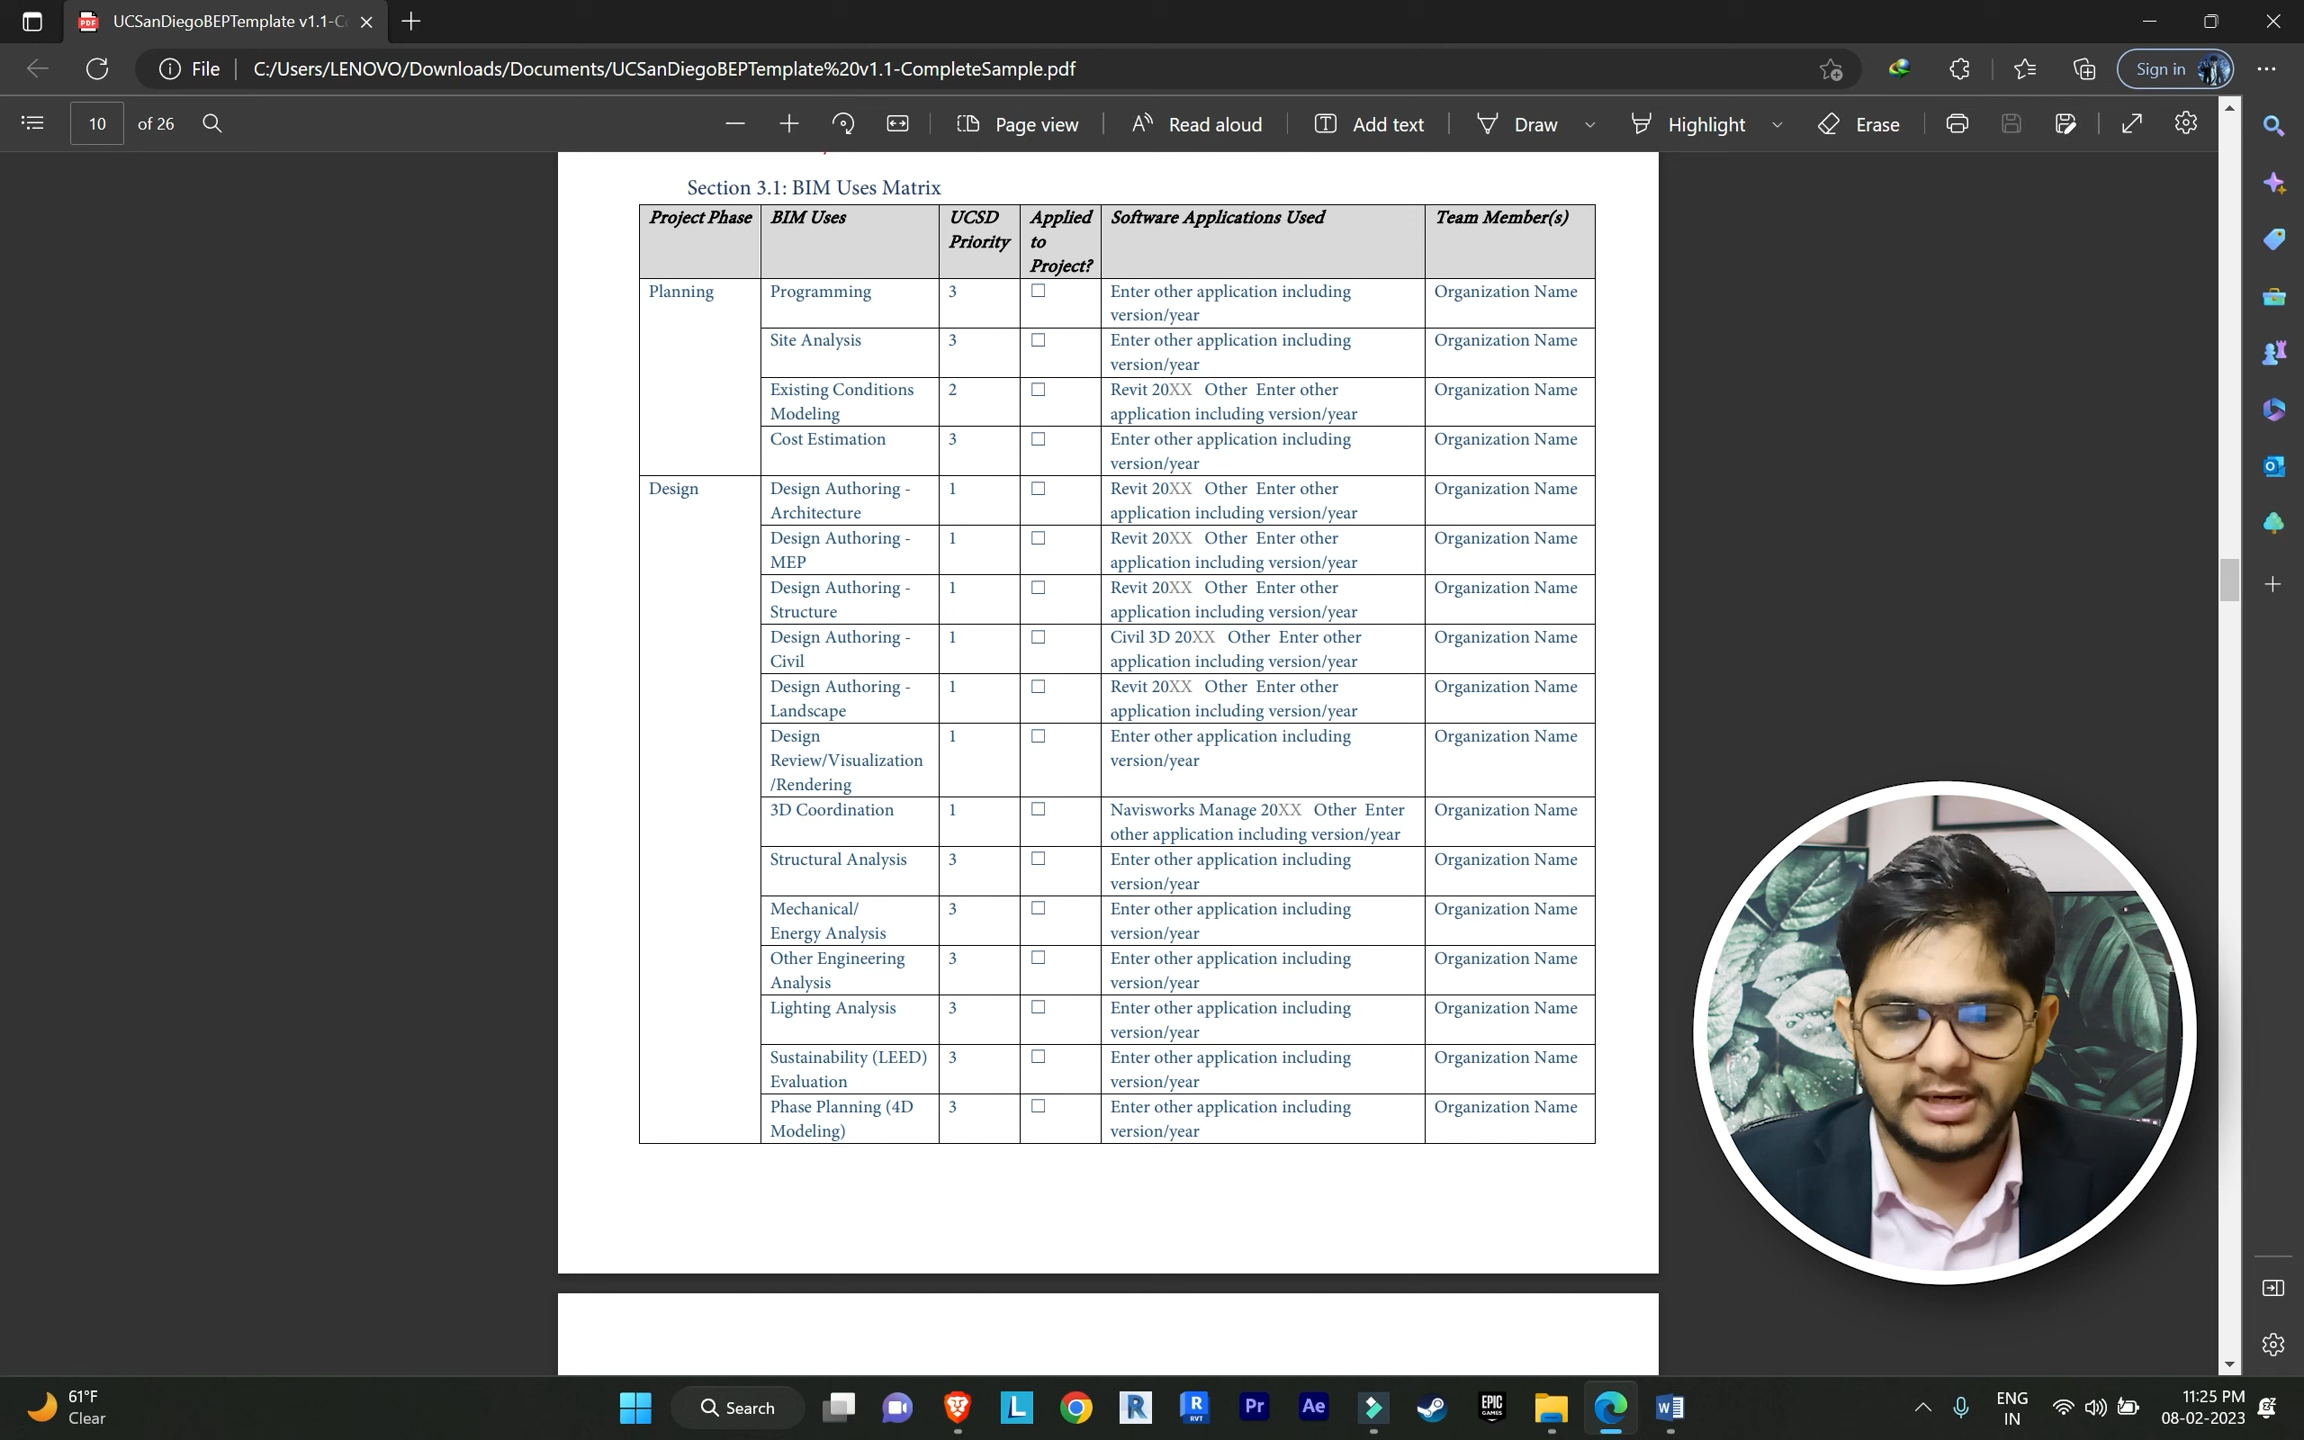 UCSanDiegoBEPTemplate v1.1-C
File
C:/Users/LENOVO/Downloads/Documents/UCSanDiegoBEPTemplate%20v1.1-CompleteSample.pdf
Sign in
10 of 26
Page view
Read aloud
Add text
Draw
Highlight
Erase
Section 3.1: BIM Uses Matrix
Project Phase
BIM Uses
UCSD
Priority
Applied
to
Project?
Software Applications Used
Team Member(s)
Planning
Programming
3
☐
Enter other application including
version/year
Organization Name
Site Analysis
3
☐
Enter other application including
version/year
Organization Name
Existing Conditions
Modeling
2
☐
Revit 20XX Other Enter other
application including version/year
Organization Name
Cost Estimation
3
☐
Enter other application including
version/year
Organization Name
Design
Design Authoring -
Architecture
1
☐
Revit 20XX Other Enter other
application including version/year
Organization Name
Design Authoring -
MEP
1
☐
Revit 20XX Other Enter other
application including version/year
Organization Name
Design Authoring -
Structure
1
☐
Revit 20XX Other Enter other
application including version/year
Organization Name
Design Authoring -
Civil
1
☐
Civil 3D 20XX Other Enter other
application including version/year
Organization Name
Design Authoring -
Landscape
1
☐
Revit 20XX Other Enter other
application including version/year
Organization Name
Design
Review/Visualization
/Rendering
1
☐
Enter other application including
version/year
Organization Name
3D Coordination
1
☐
Navisworks Manage 20XX Other Enter
other application including version/year
Organization Name
Structural Analysis
3
☐
Enter other application including
version/year
Organization Name
Mechanical/
Energy Analysis
3
☐
Enter other application including
version/year
Organization Name
Other Engineering
Analysis
3
☐
Enter other application including
version/year
Organization Name
Lighting Analysis
3
☐
Enter other application including
version/year
Organization Name
Sustainability (LEED)
Evaluation
3
☐
Enter other application including
version/year
Organization Name
Phase Planning (4D
Modeling)
3
☐
Enter other application including
version/year
Organization Name
61°F
Clear
Search
L
R
R
RVT
Pr
Ae
EPIC
GAMES
W
ENG
IN
11:25 PM
08-02-2023